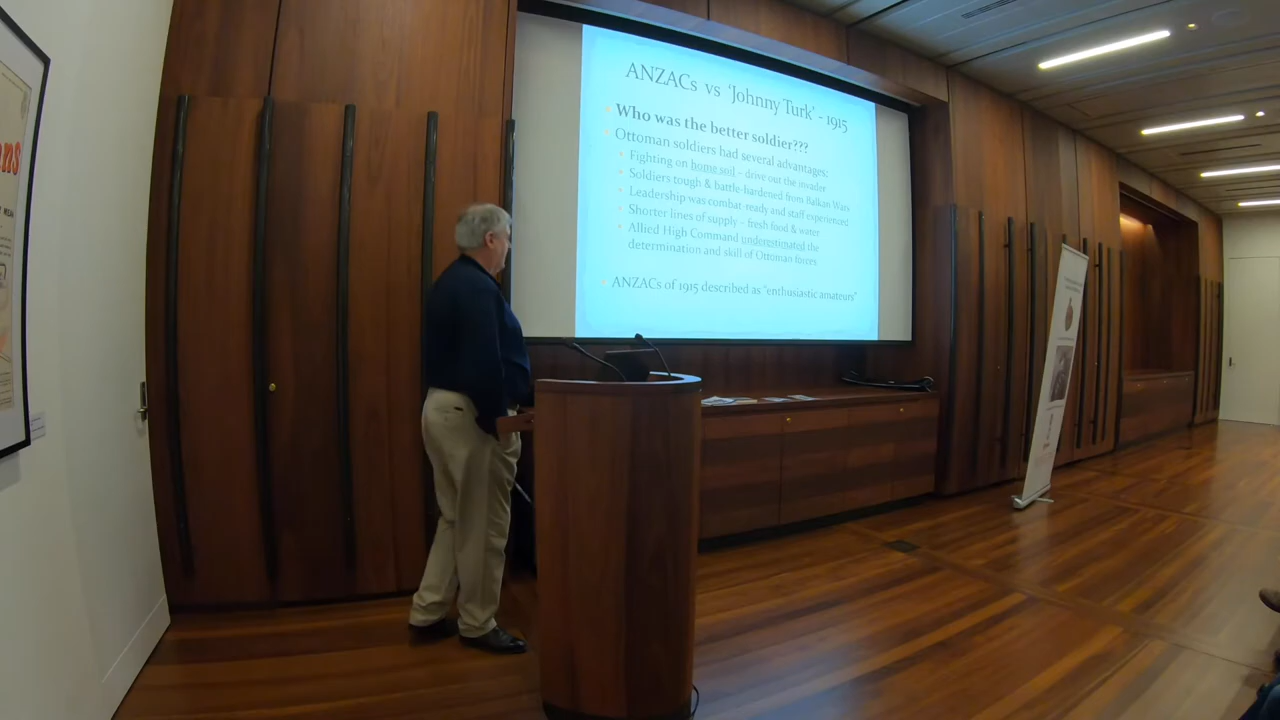 ANZACs vs 'Johnny Turk' - 1915
Who was the better soldier???
Ottoman soldiers had several advantages:
Fighting on home soil – drive out the invader
Soldiers tough & battle-hardened from Balkan Wars
Leadership was combat-ready and staff experienced
Shorter lines of supply – fresh food & water
Allied High Command underestimated the
determination and skill of Ottoman forces
ANZACs of 1915 described as "enthusiastic amateurs"
ns